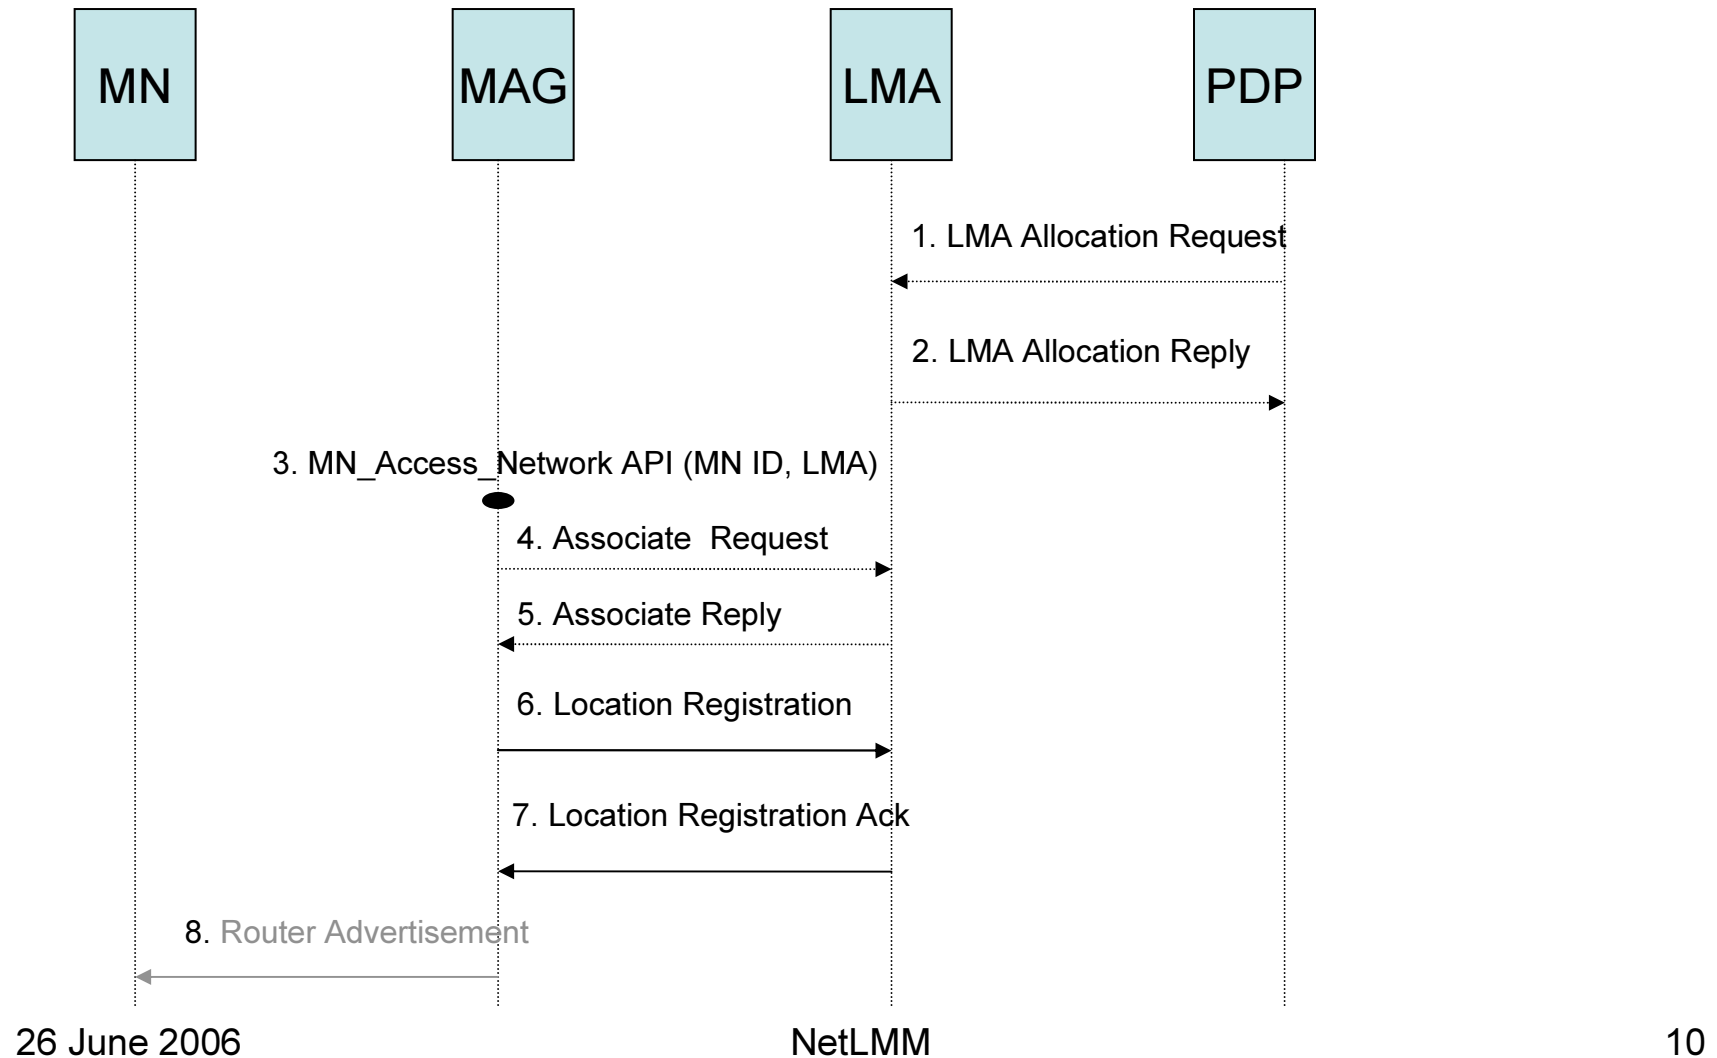 MN
MAG
LMA
PDP
1. LMA Allocation Request
2. LMA Allocation Reply
3. MN_Access_Network API (MN ID, LMA)
4. Associate  Request
5. Associate Reply
6. Location Registration
7. Location Registration Ack
8. Router Advertisement
26 June 2006
NetLMM
10